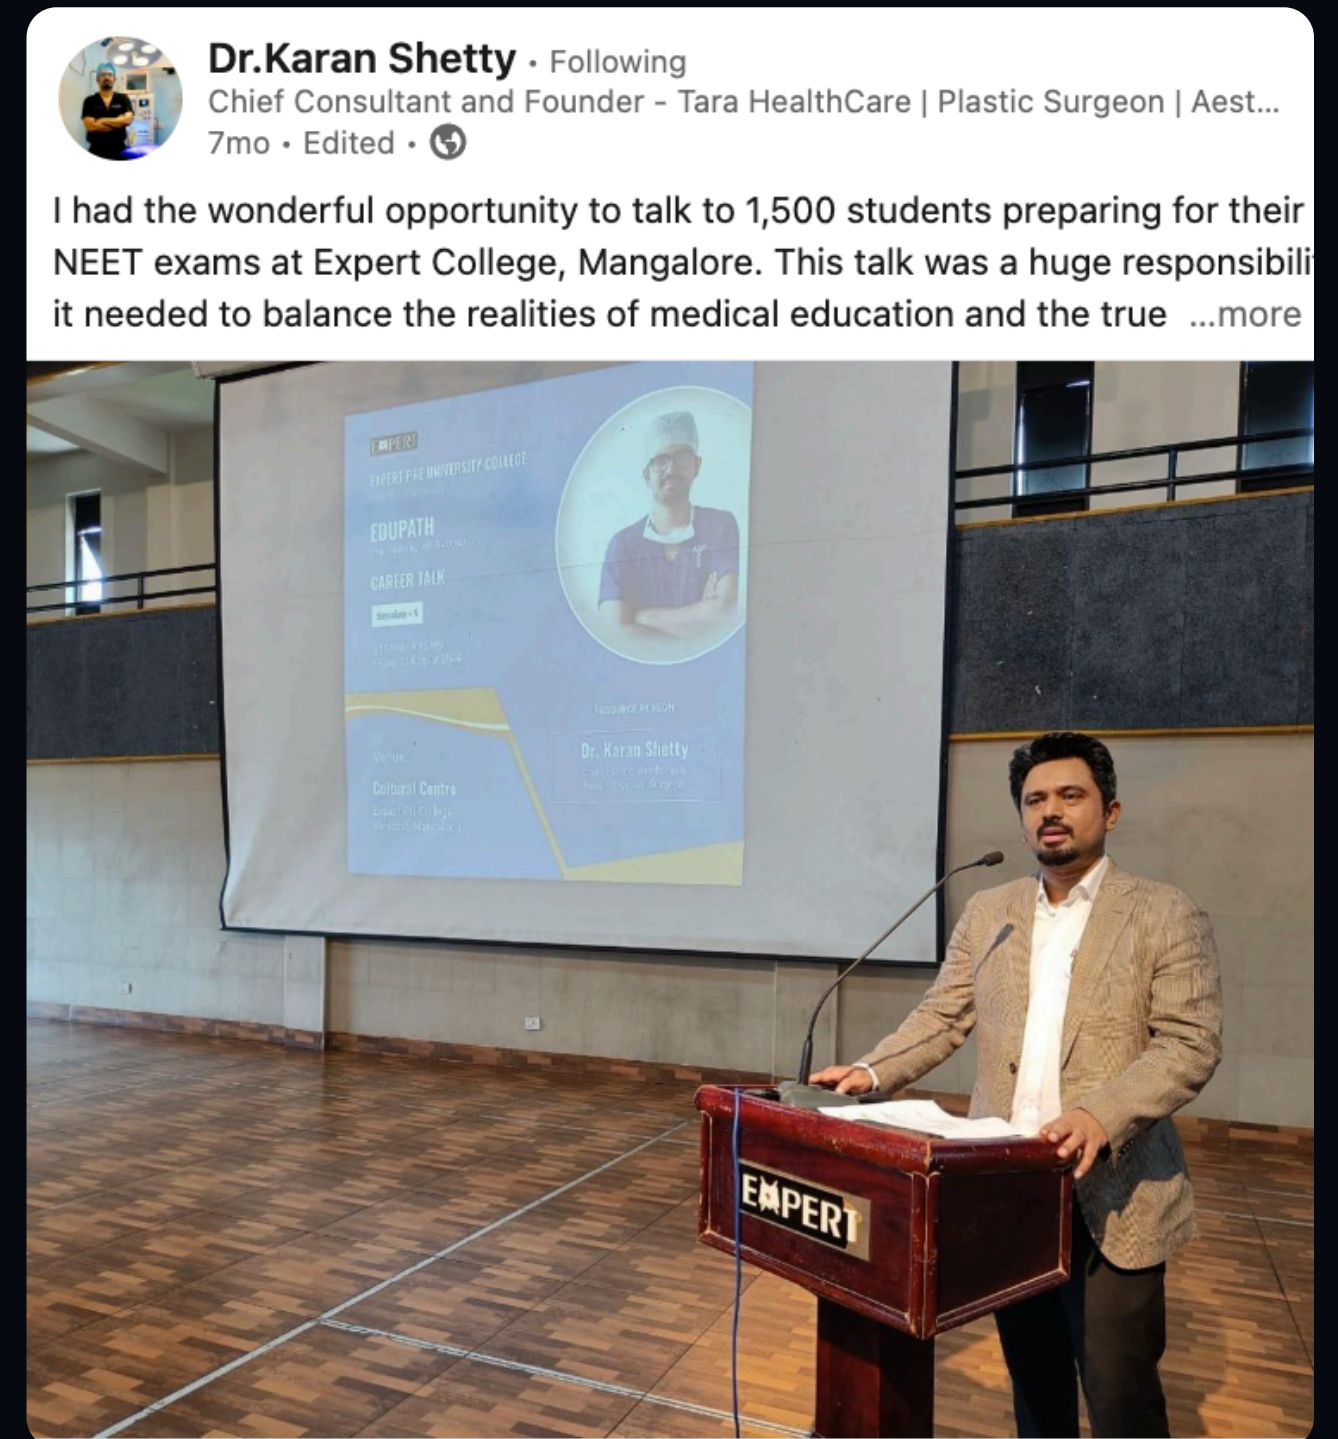 Dr.Karan Shetty • Following
Chief Consultant and Founder - Tara HealthCare | Plastic Surgeon | Aest...
7mo • Edited •
I had the wonderful opportunity to talk to 1,500 students preparing for their
NEET exams at Expert College, Mangalore. This talk was a huge responsibili
it needed to balance the realities of medical education and the true ...more
EXPERT
EXPERT PRE UNIVERSITY COLLEGE
EDUPATH
CAREER TALK
Session - 1
RESOURCE PERSON
Dr. Karan Shetty
Venue
Cultural Centre
EXPERT